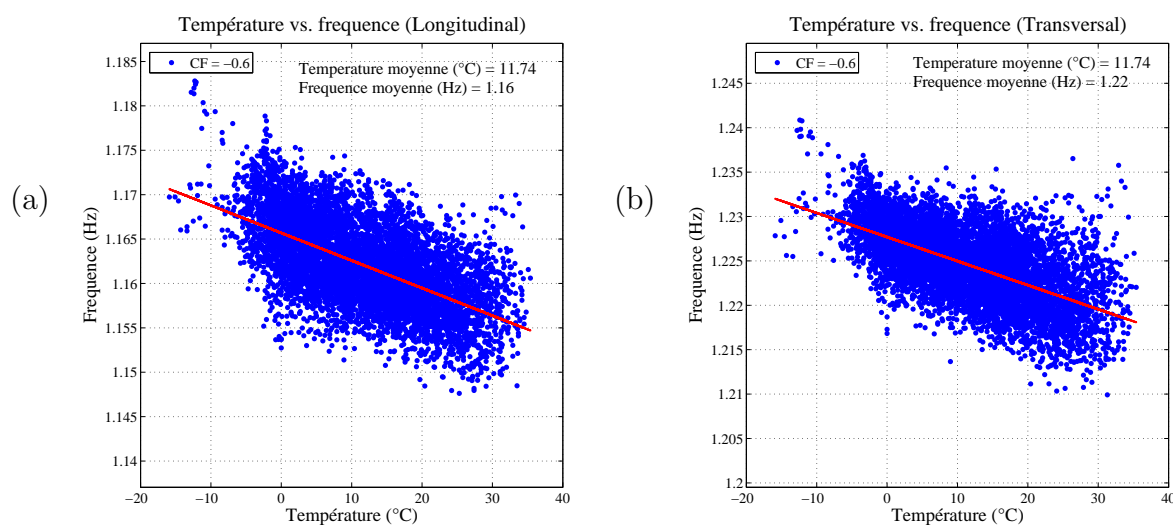 (a)
Température vs. frequence (Longitudinal)
CF = −0.6
Temperature moyenne (°C) = 11.74
Frequence moyenne (Hz) = 1.16
Frequence (Hz)
1.185
1.18
1.175
1.17
1.165
1.16
1.155
1.15
1.145
1.14
−20 −10 0 10 20 30 40
Température (°C)
(b)
Température vs. frequence (Transversal)
CF = −0.6
Temperature moyenne (°C) = 11.74
Frequence moyenne (Hz) = 1.22
Frequence (Hz)
1.245
1.24
1.235
1.23
1.225
1.22
1.215
1.21
1.205
1.2
−20 −10 0 10 20 30 40
Température (°C)